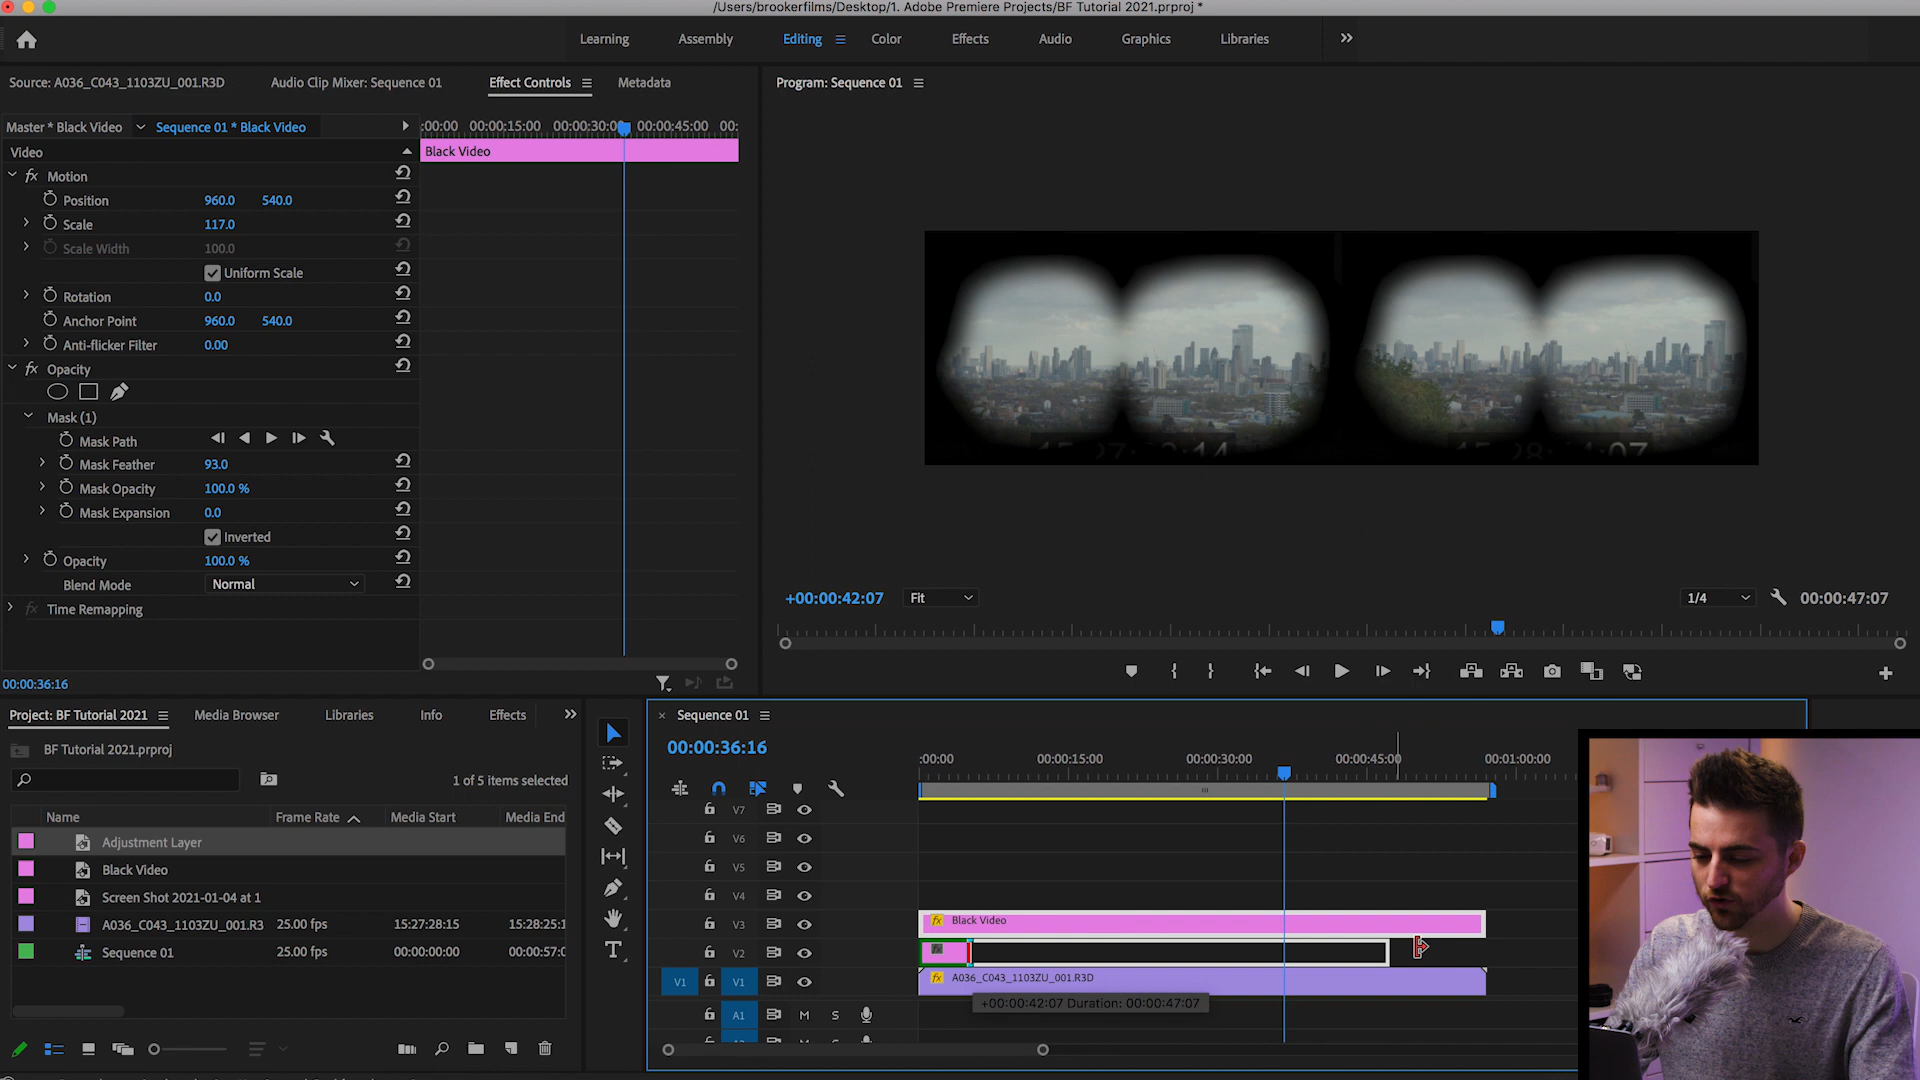 /Users/brookerfilms/Desktop/1. Adobe Premiere Projects/BF Tutorial 2021.prproj *
Learning Assembly Editing Color Effects Audio Graphics Libraries
Source: A036_C043_1103ZU_001.R3D Audio Clip Mixer: Sequence 01 Effect Controls Metadata
Program: Sequence 01
Master * Black Video Sequence 01 * Black Video
:00:00 00:00:15:00 00:00:30:00 00:00:45:00 00:
Video
Black Video
Motion
Position 960.0 540.0
Scale 117.0
Scale Width 100.0
Uniform Scale
Rotation 0.0
Anchor Point 960.0 540.0
Anti-flicker Filter 0.00
Opacity
Mask (1)
Mask Path
Mask Feather 93.0
Mask Opacity 100.0 %
Mask Expansion 0.0
Inverted
Opacity 100.0 %
Blend Mode Normal
Time Remapping
00:00:36:16
+00:00:42:07 Fit 1/4 00:00:47:07
Project: BF Tutorial 2021 Media Browser Libraries Info Effects
BF Tutorial 2021.prproj
1 of 5 items selected
Name Frame Rate Media Start Media End
Adjustment Layer
Black Video
Screen Shot 2021-01-04 at 1
A036_C043_1103ZU_001.R3 25.00 fps 15:27:28:15 15:28:25:1
Sequence 01 25.00 fps 00:00:00:00 00:00:57:0
Sequence 01
00:00:36:16
:00:00 00:00:15:00 00:00:30:00 00:00:45:00 00:01:00:00
V7
V6
V5
V4
V3 Black Video
V2
V1 V1 A036_C043_1103ZU_001.R3D
+00:00:42:07 Duration: 00:00:47:07
A1 M S